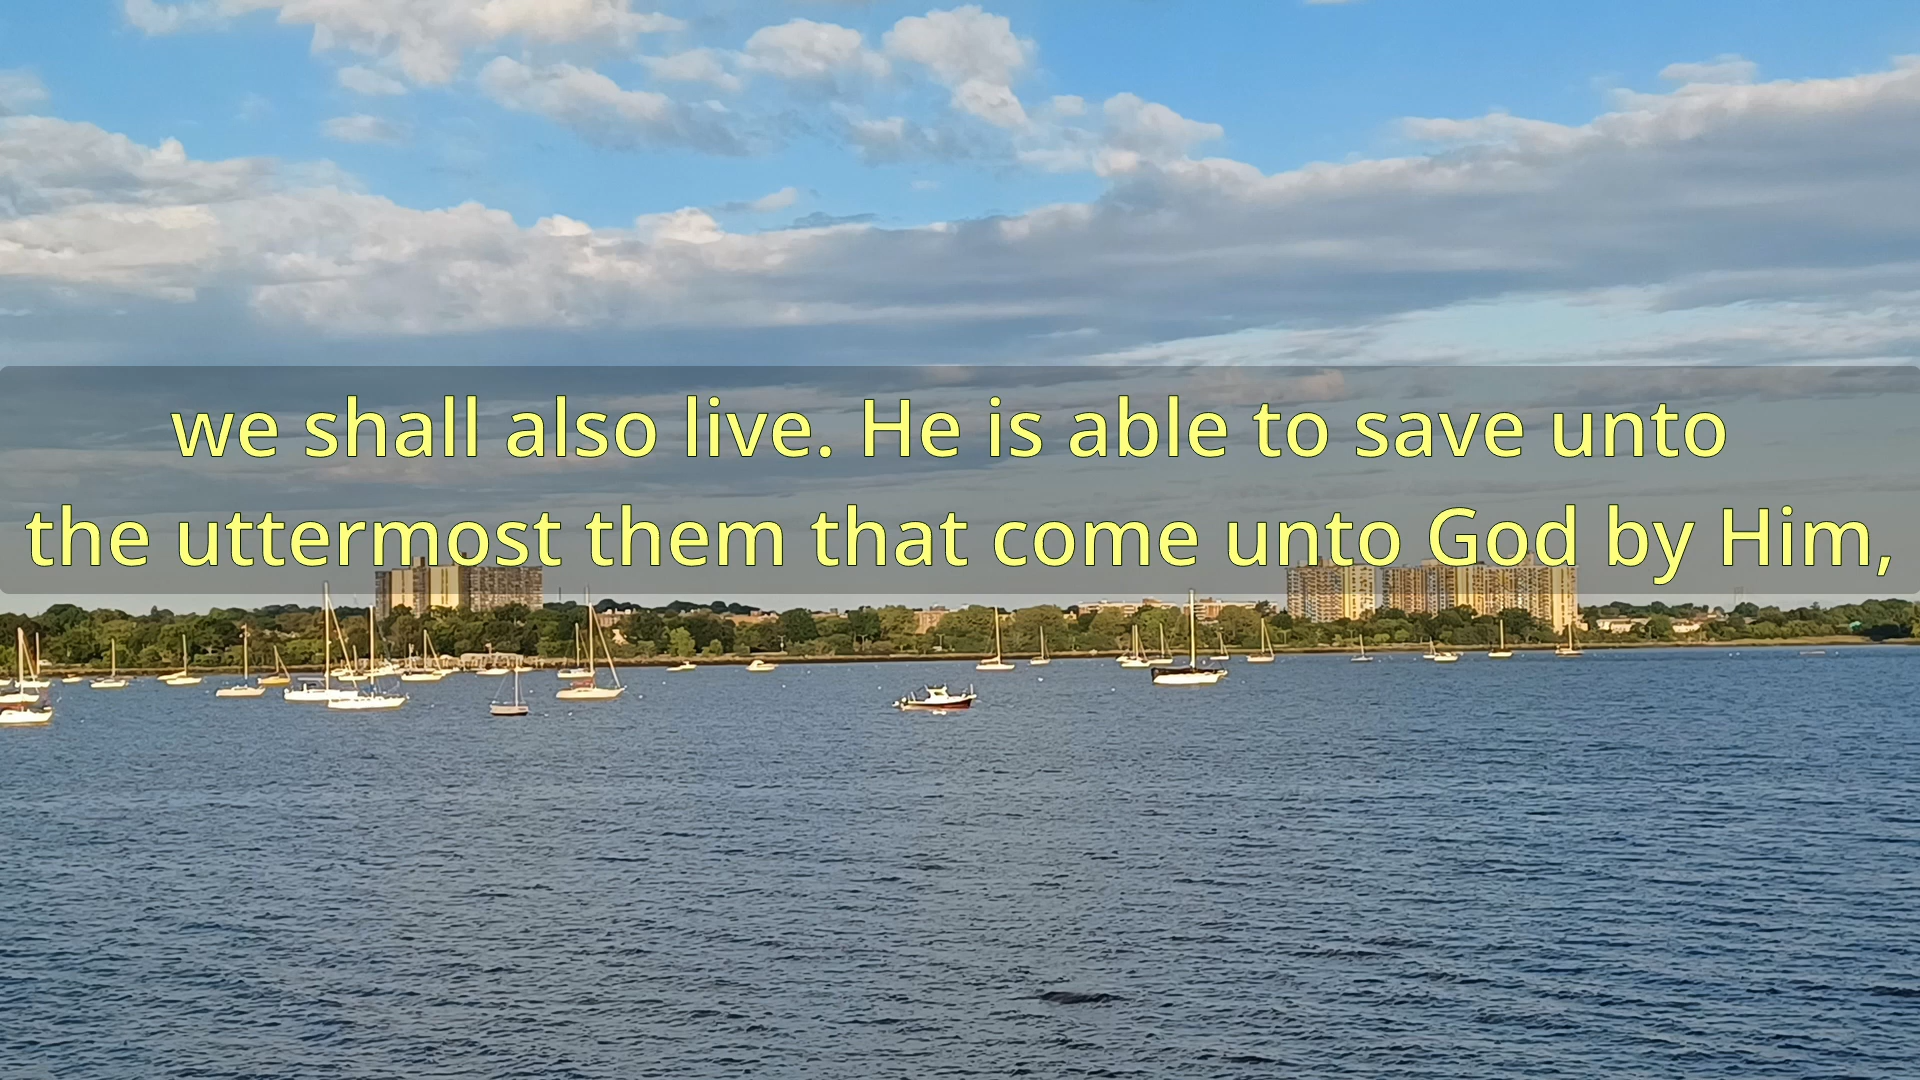 we shall also live. He is able to save unto
the uttermost them that come unto God by Him,